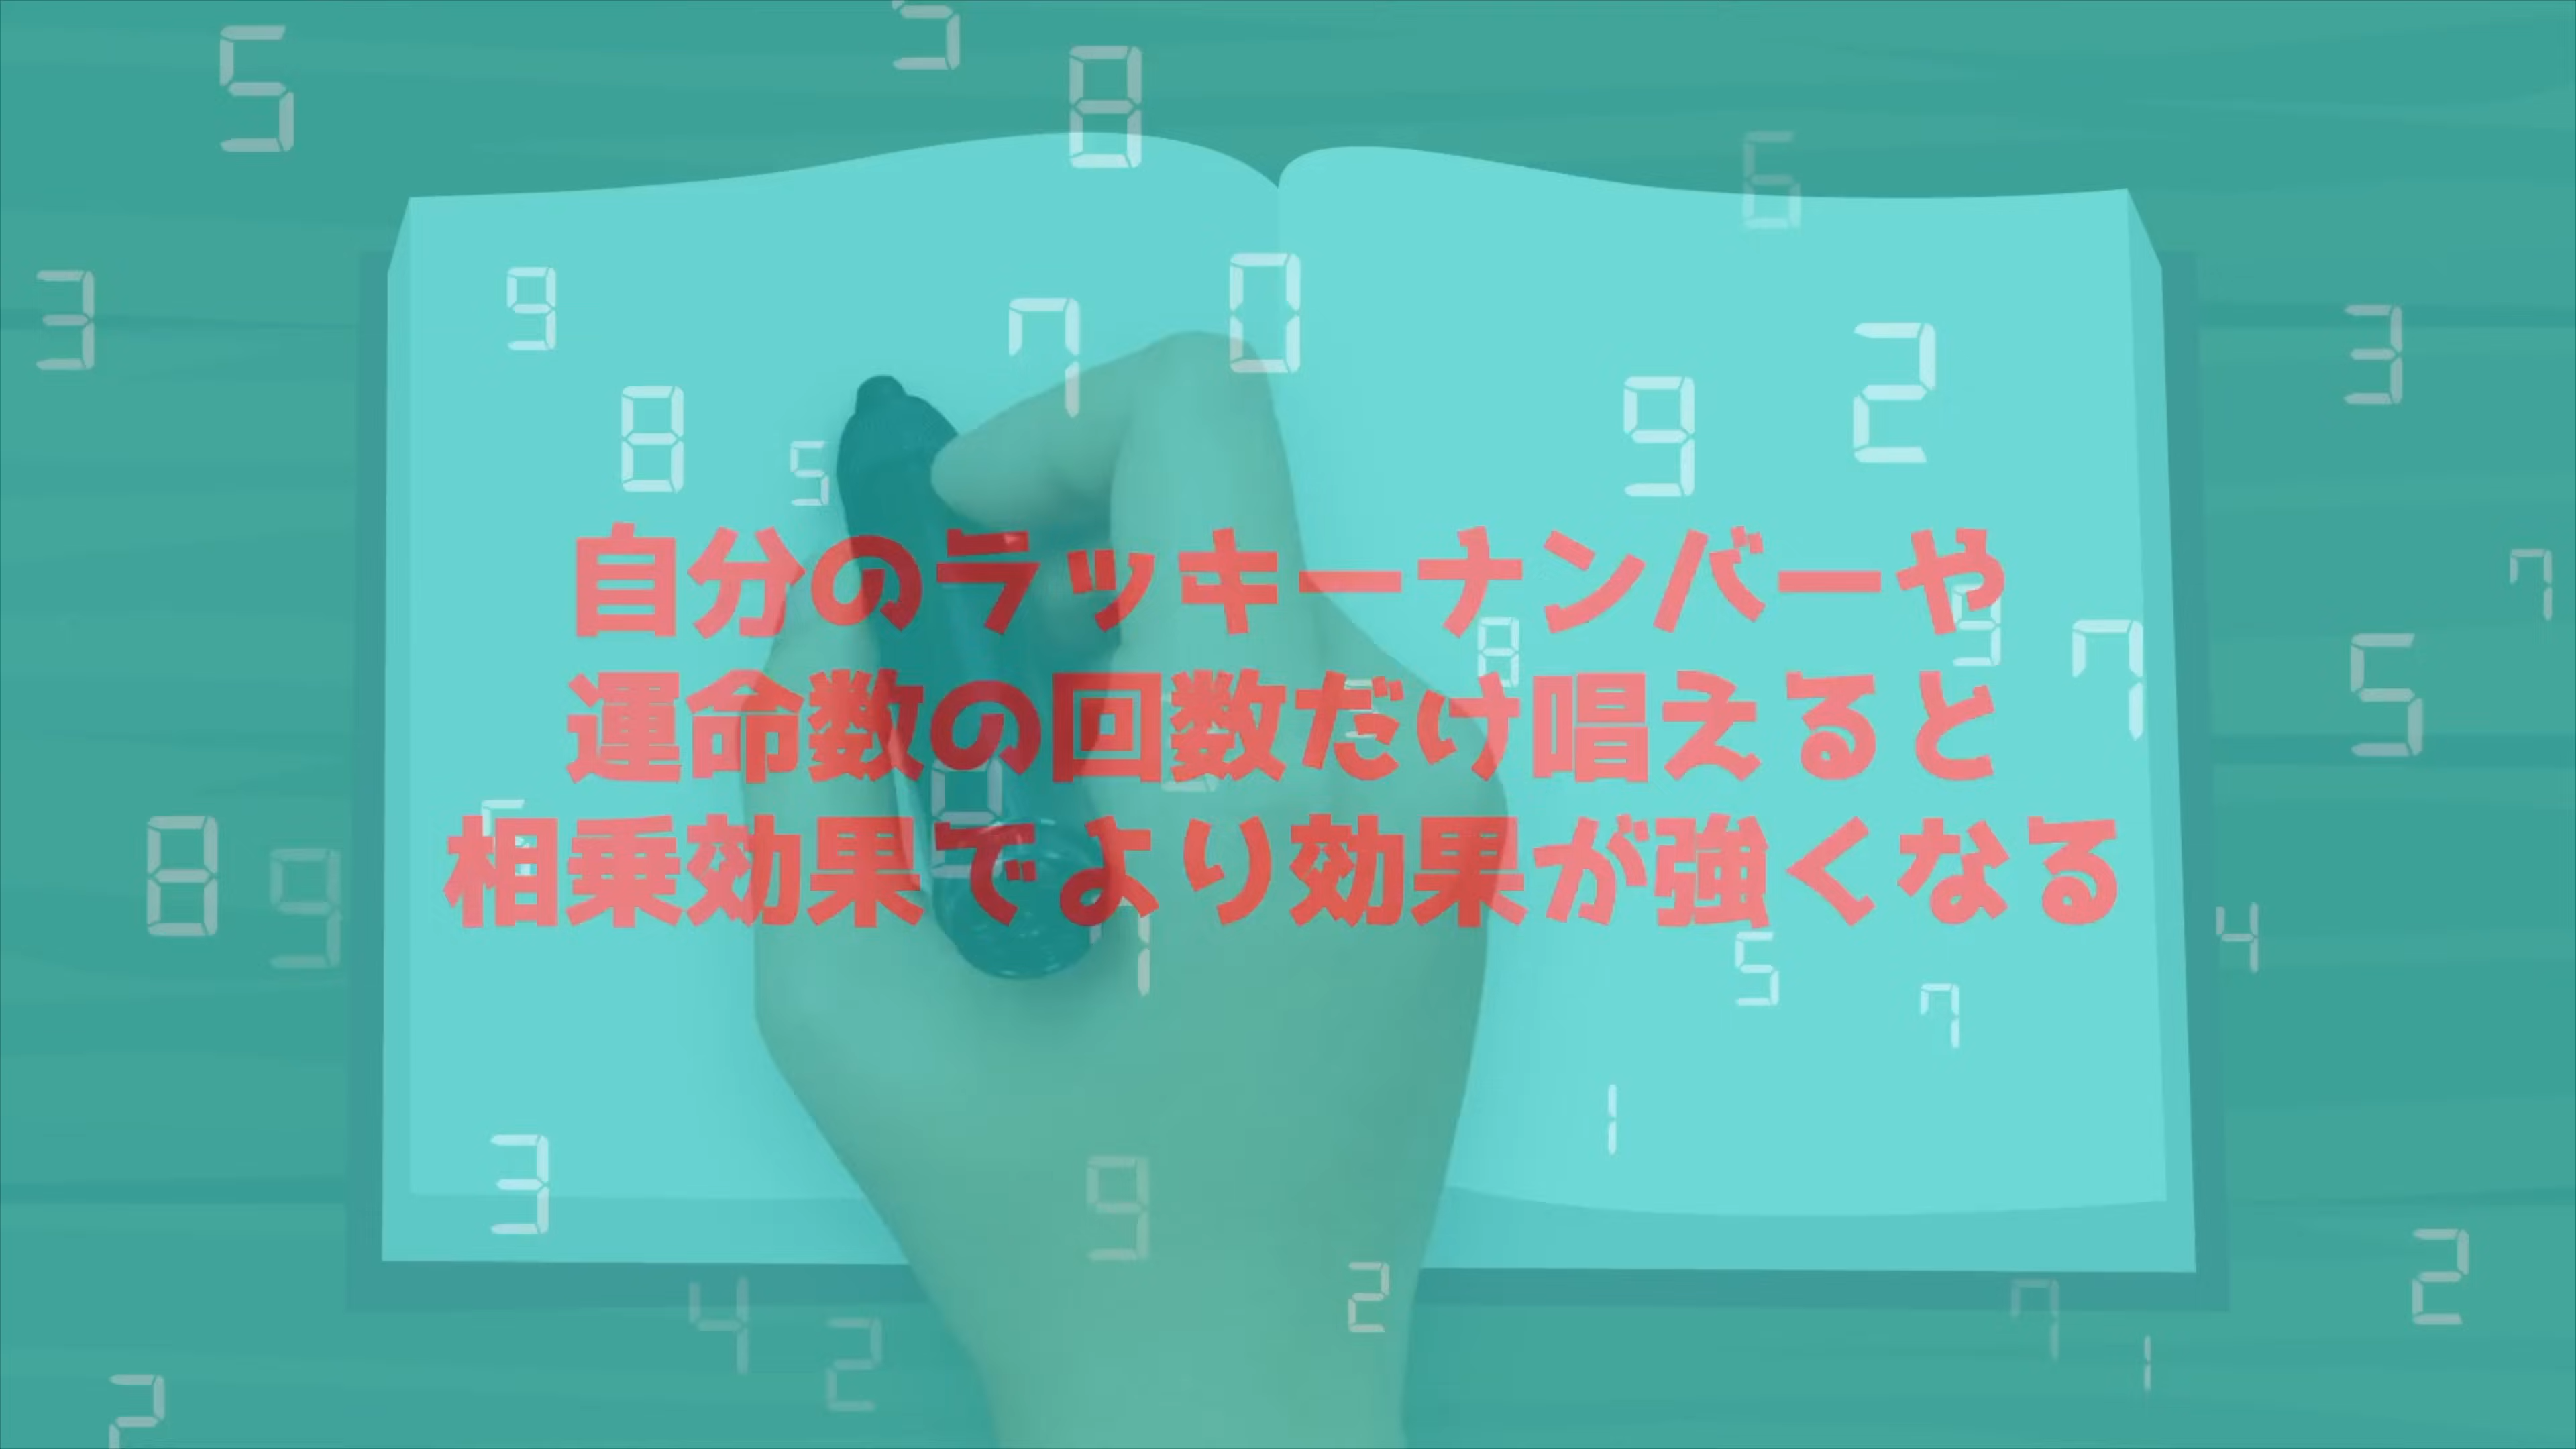 自分のラッキーナンバーや
運命数の回数だけ唱えると
相乗効果でより効果が強くなる